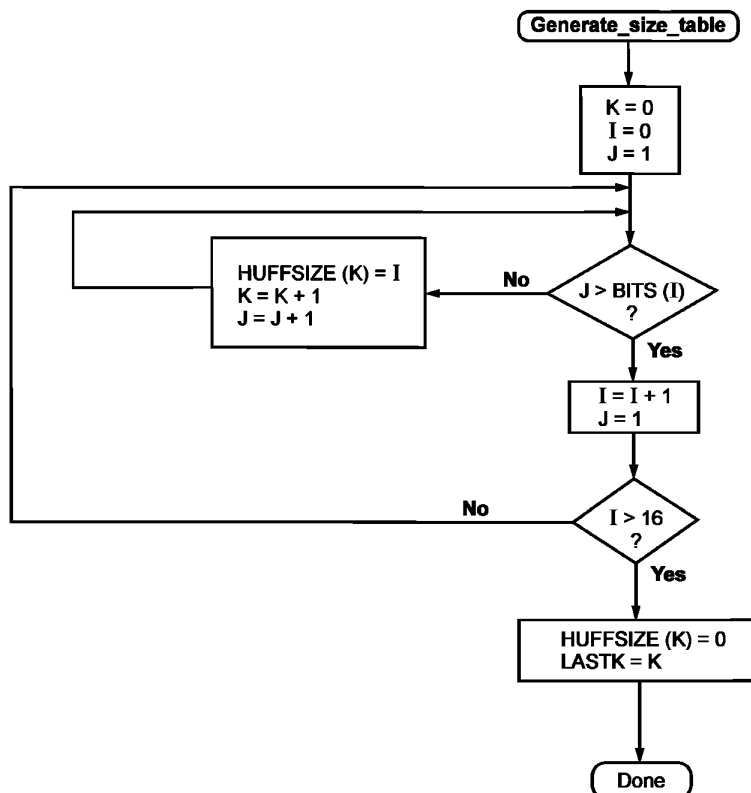 Generate_size_table
K = 0
I = 0
J = 1
HUFFSIZE (K) = I
K = K + 1
J = J + 1
No
J > BITS (I)
?
Yes
I = I + 1
J = 1
No
I > 16
?
Yes
HUFFSIZE (K) = 0
LASTK = K
Done